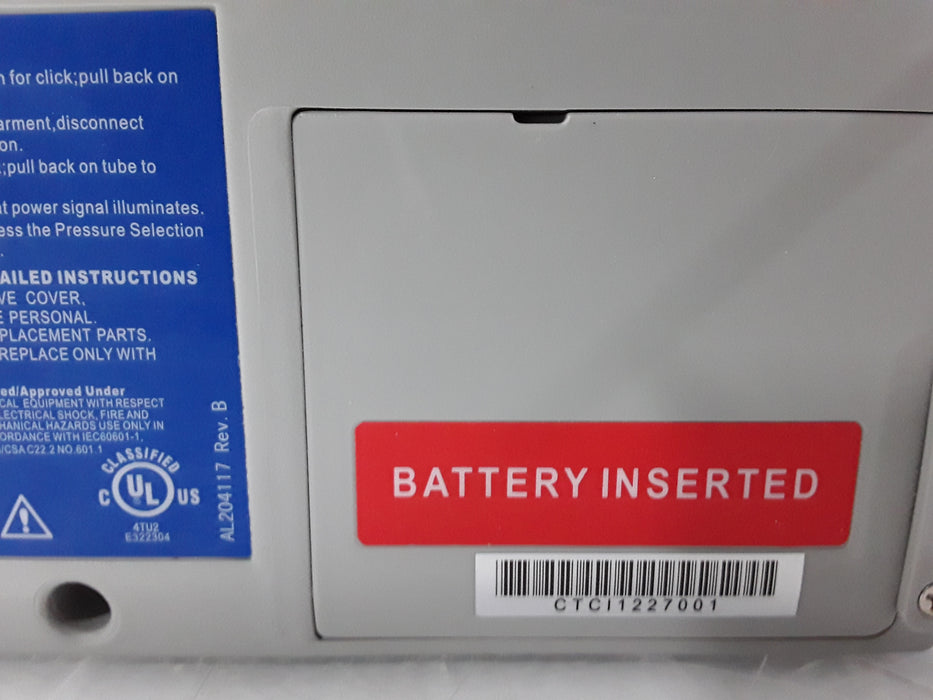 n for click;pull back on
arment,disconnect
on.
;pull back on tube to
at power signal illuminates.
ess the Pressure Selection
.
AILED INSTRUCTIONS
VE COVER,
E PERSONAL.
PLACEMENT PARTS.
REPLACE ONLY WITH
ed/Approved Under
CAL EQUIPMENT WITH RESPECT
LECTRICAL SHOCK, FIRE AND
HANICAL HAZARDS USE ONLY IN
ORDANCE WITH IEC60601-1,
/CSA C22.2 NO.601.1
CLASSIFIED
C UL US
4TU2
E322304
AL204117 Rev. B
BATTERY INSERTED
CTCI1227001